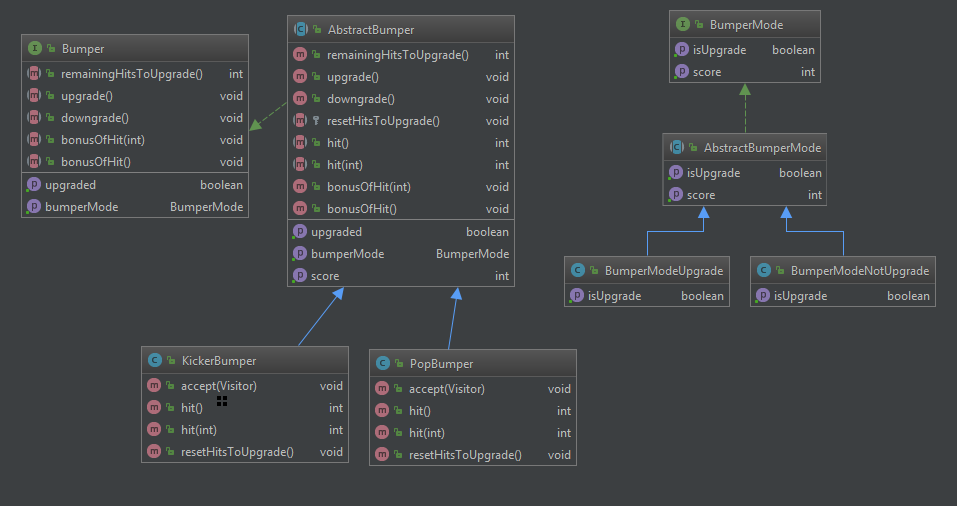 Bumper
remainingHitsToUpgrade() int
upgrade() void
downgrade() void
bonusOfHit(int) void
bonusOfHit() void
upgraded boolean
bumperMode BumperMode
AbstractBumper
remainingHitsToUpgrade() int
upgrade() void
downgrade() void
resetHitsToUpgrade() void
hit() int
hit(int) int
bonusOfHit(int) void
bonusOfHit() void
upgraded boolean
bumperMode BumperMode
score int
BumperMode
isUpgrade boolean
score int
AbstractBumperMode
isUpgrade boolean
score int
BumperModeUpgrade
isUpgrade boolean
BumperModeNotUpgrade
isUpgrade boolean
KickerBumper
accept(Visitor) void
hit() int
hit(int) int
resetHitsToUpgrade() void
PopBumper
accept(Visitor) void
hit() int
hit(int) int
resetHitsToUpgrade() void